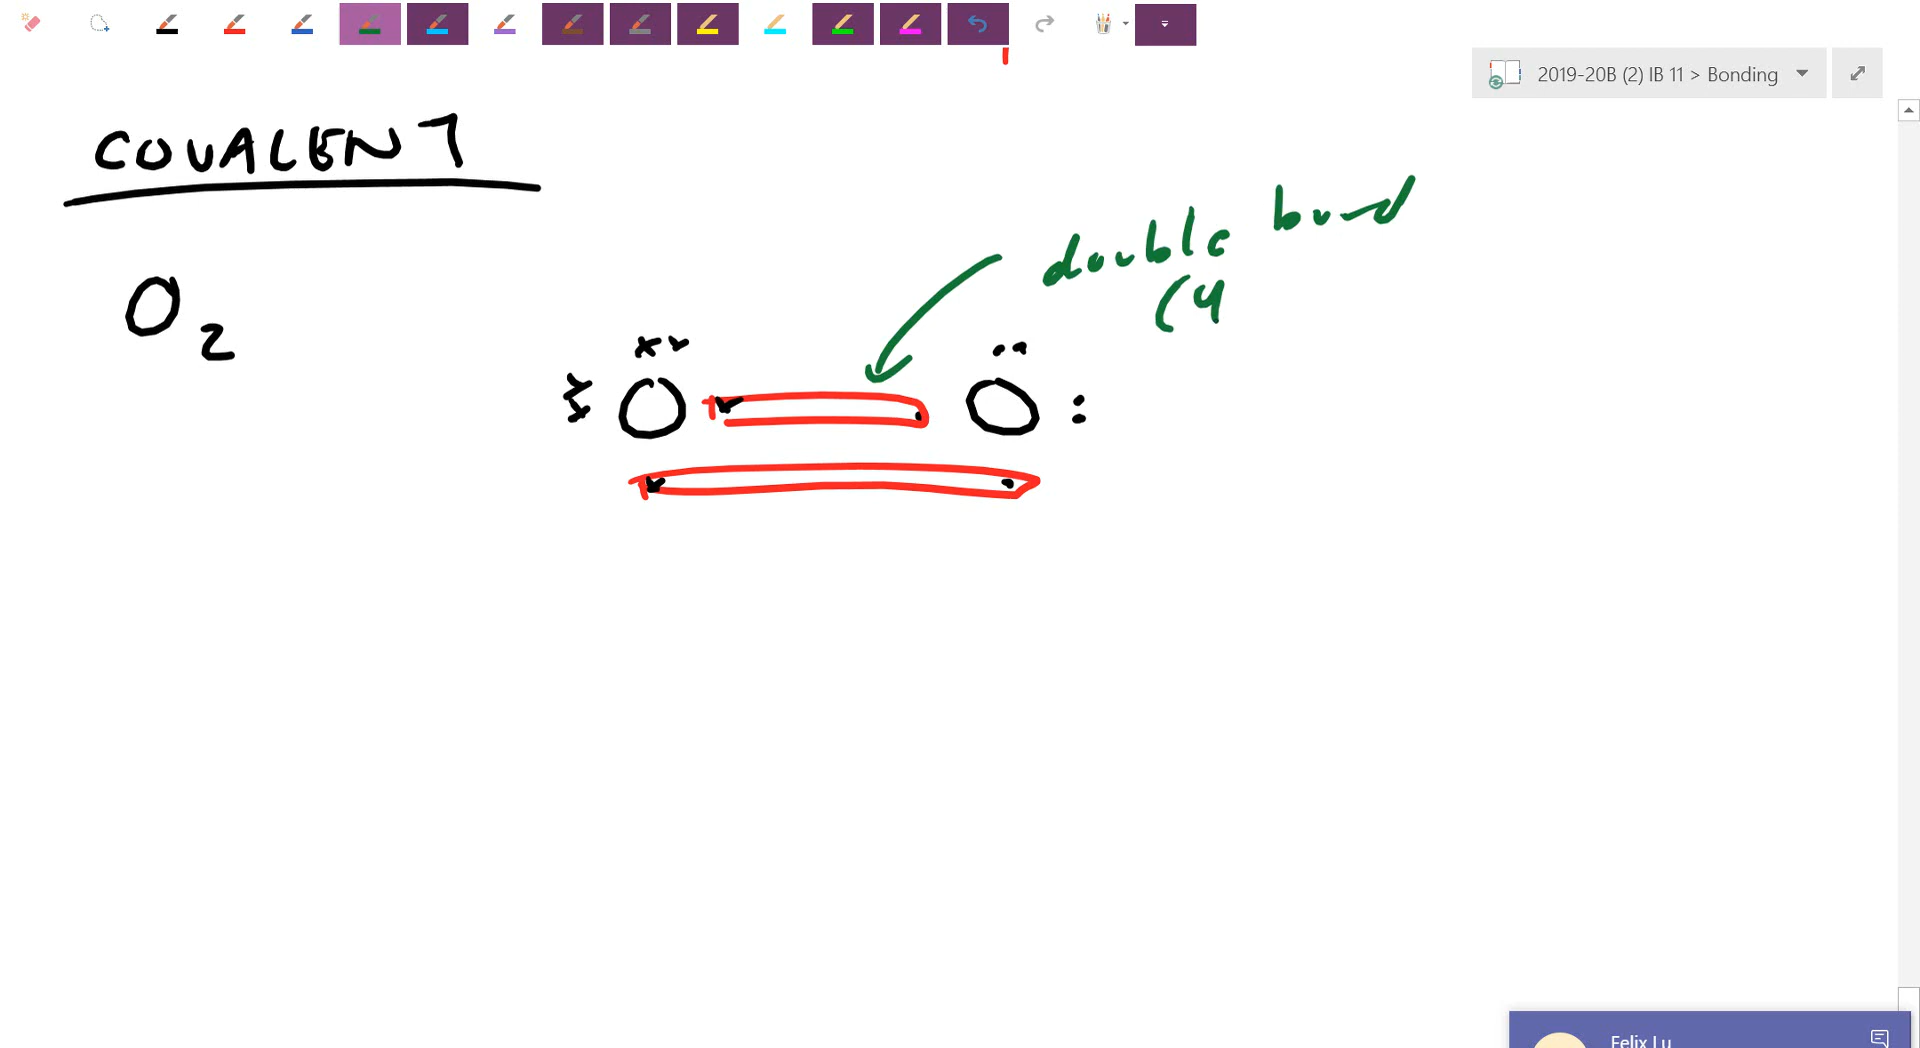 2019-20B (2) IB 11 > Bonding
COVALENT
double bond
(4
O2
O O :
Felix Lu